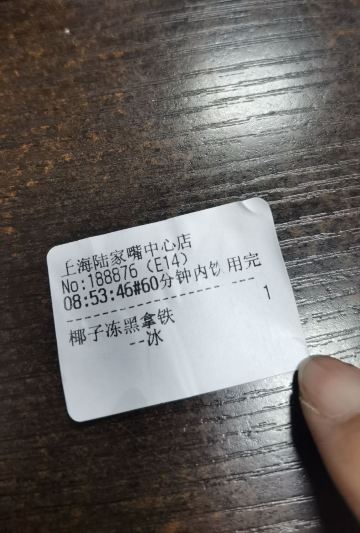 上海陆家嘴中心店
No:188876 (E14)
08:53:46#60分钟内饮用完
椰子冻黑拿铁 1
--冰